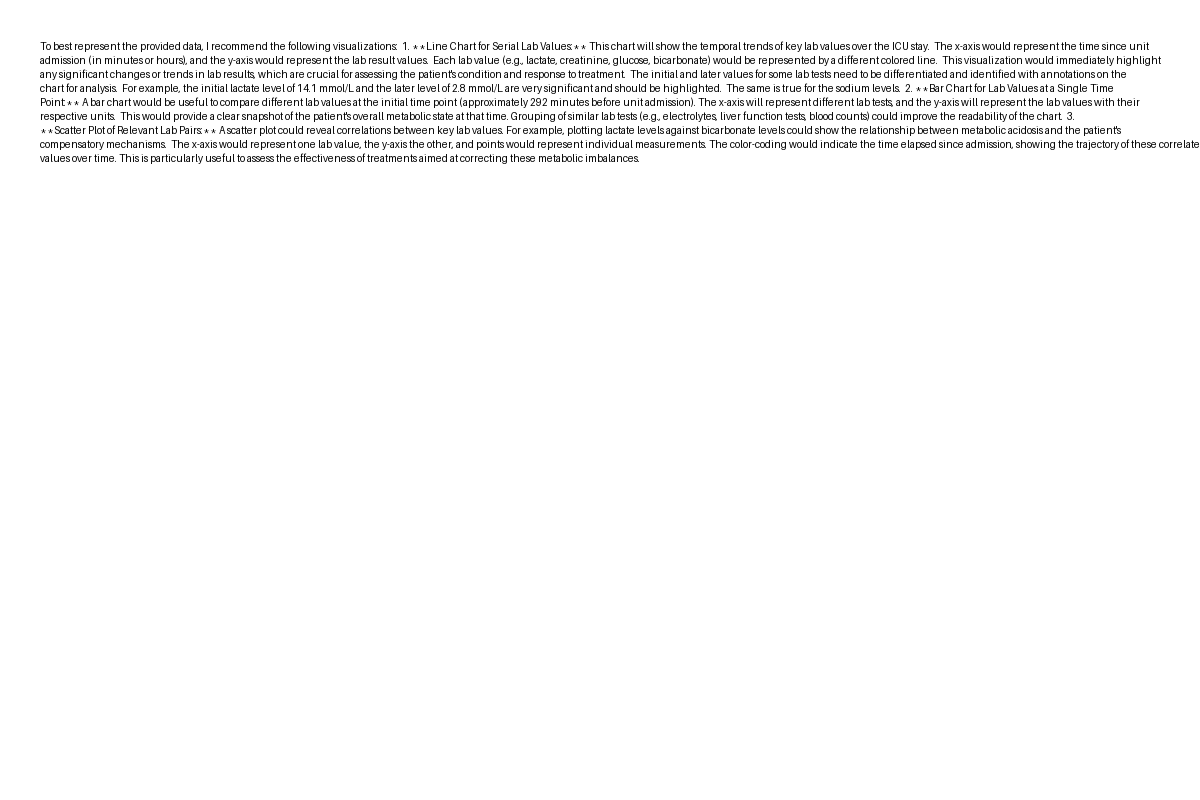 To best represent the provided data, I recommend the following visualizations:  1. **Line Chart for Serial Lab Values:** This chart will show the temporal trends of key lab values over the ICU stay.  The x-axis would represent the time since unit
admission (in minutes or hours), and the y-axis would represent the lab result values.  Each lab value (e.g., lactate, creatinine, glucose, bicarbonate) would be represented by a different colored line.  This visualization would immediately highlight
any significant changes or trends in lab results, which are crucial for assessing the patient's condition and response to treatment.  The initial and later values for some lab tests need to be differentiated and identified with annotations on the
chart for analysis.  For example, the initial lactate level of 14.1 mmol/L and the later level of 2.8 mmol/L are very significant and should be highlighted.  The same is true for the sodium levels.  2. **Bar Chart for Lab Values at a Single Time
Point:** A bar chart would be useful to compare different lab values at the initial time point (approximately 292 minutes before unit admission). The x-axis will represent different lab tests, and the y-axis will represent the lab values with their
respective units.  This would provide a clear snapshot of the patient's overall metabolic state at that time. Grouping of similar lab tests (e.g., electrolytes, liver function tests, blood counts) could improve the readability of the chart.  3.
**Scatter Plot of Relevant Lab Pairs:** A scatter plot could reveal correlations between key lab values. For example, plotting lactate levels against bicarbonate levels could show the relationship between metabolic acidosis and the patient's
compensatory mechanisms.  The x-axis would represent one lab value, the y-axis the other, and points would represent individual measurements. The color-coding would indicate the time elapsed since admission, showing the trajectory of these correlate
values over time. This is particularly useful to assess the effectiveness of treatments aimed at correcting these metabolic imbalances.